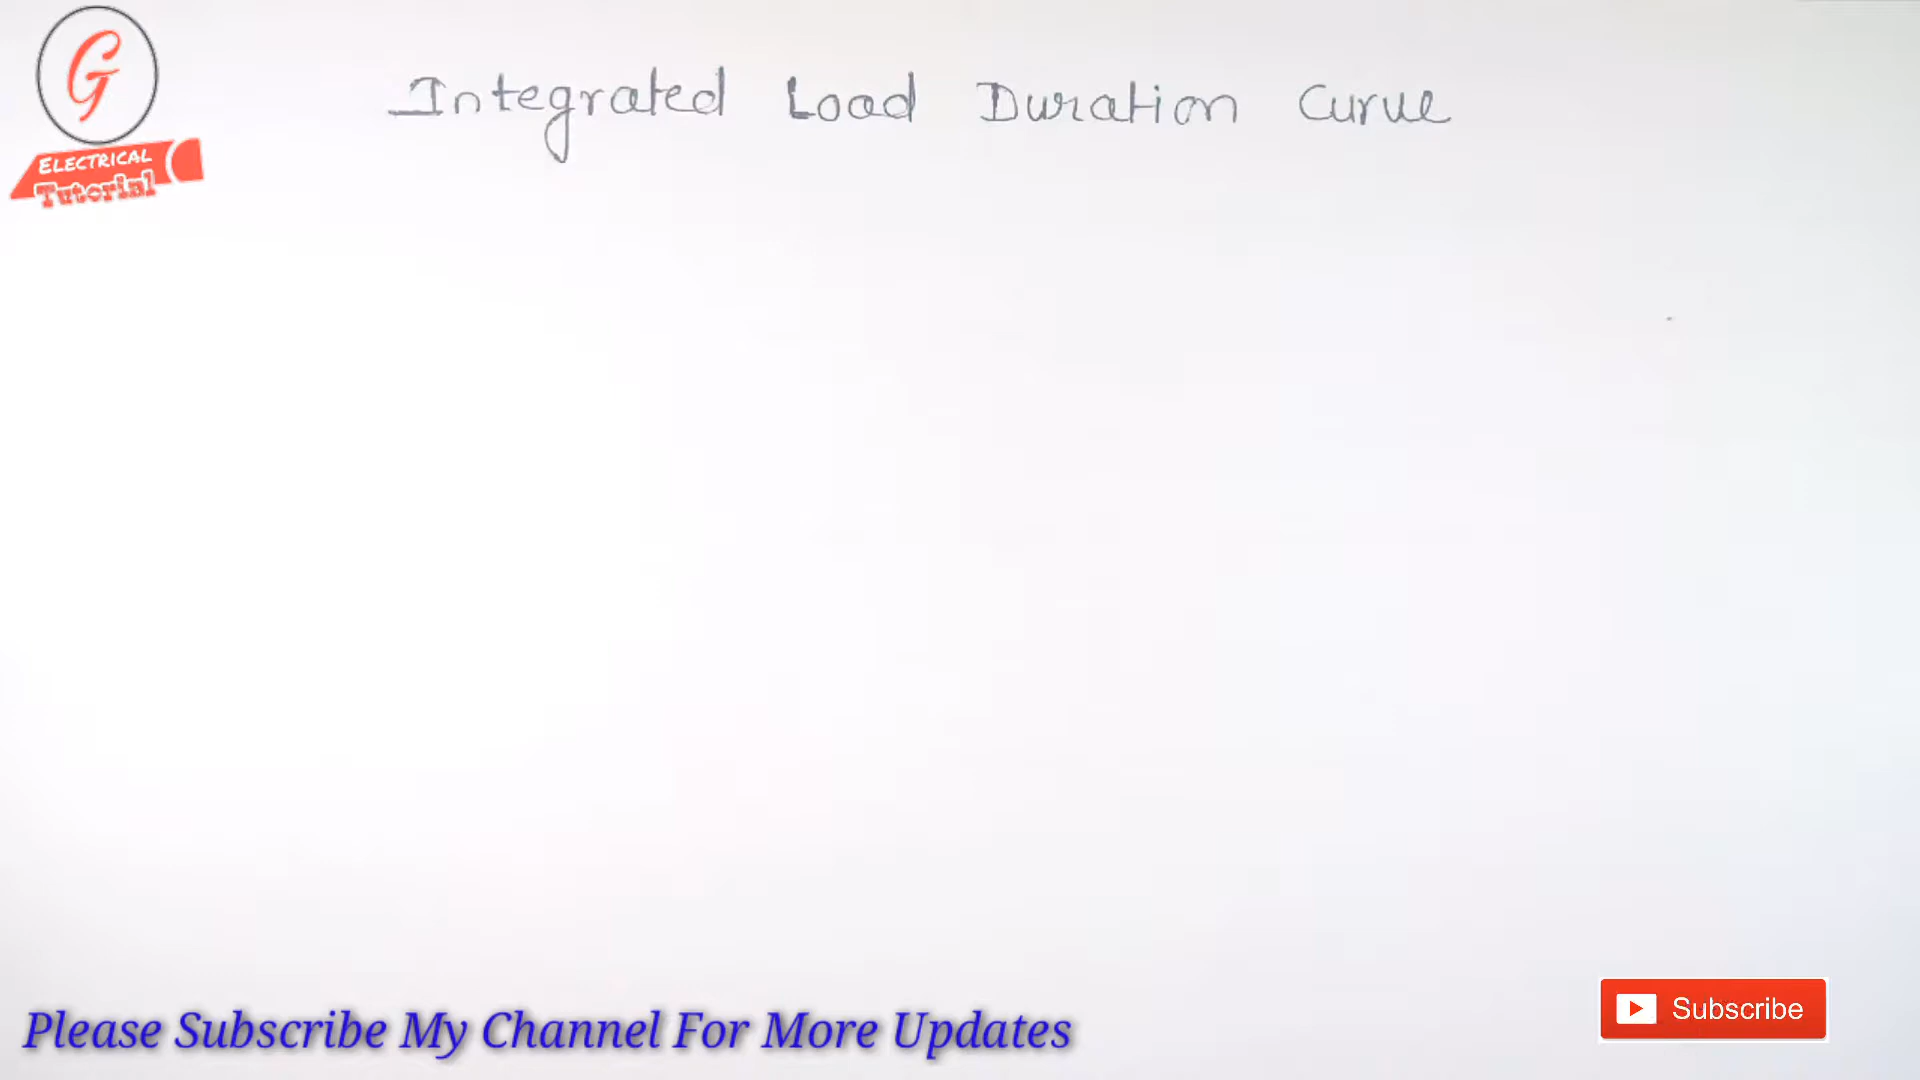 G
Integrated Load Duration Curve
ELECTRICAL
Tutorial
Please Subscribe My Channel For More Updates
Subscribe